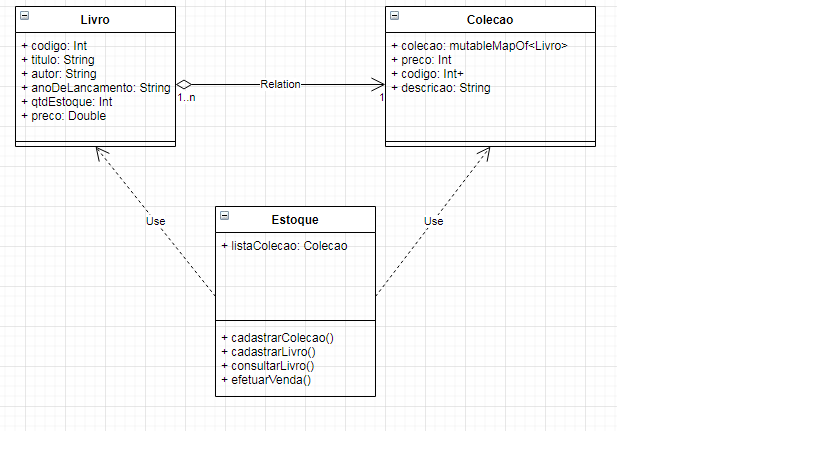 Livro
+ codigo: Int
+ titulo: String
+ autor: String
+ anoDeLancamento: String
+ qtdEstoque: Int
+ preco: Double
Relation
1..n
1
Colecao
+ colecao: mutableMapOf<Livro>
+ preco: Int
+ codigo: Int+
+ descricao: String
Use
Use
Estoque
+ listaColecao: Colecao
+ cadastrarColecao()
+ cadastrarLivro()
+ consultarLivro()
+ efetuarVenda()